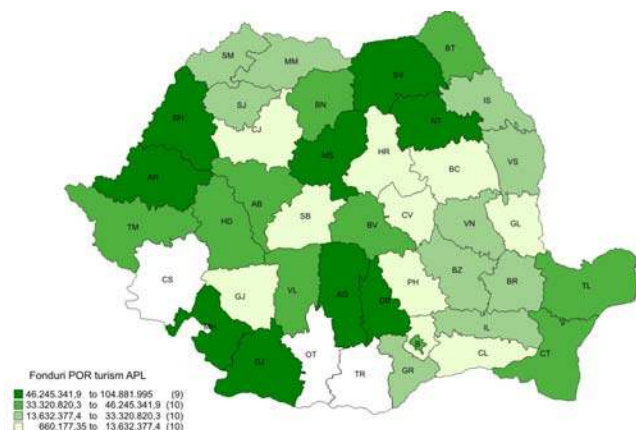 SM
MM
BT
SV
SJ
BN
IS
BH
CJ
NT
MS
HR
BC
VS
AR
AB
HD
SB
CV
TM
BV
VN
GL
CS
GJ
VL
AG
DB
PH
BZ
BR
TL
IL
B
MH
CL
CT
DJ
OT
TR
GR
Fonduri POR turism APL
46.245.341,9 to 104.881.995 (9)
33.320.820,3 to 46.245.341,9 (10)
13.632.377,4 to 33.320.820,3 (10)
660.177,35 to 13.632.377,4 (10)